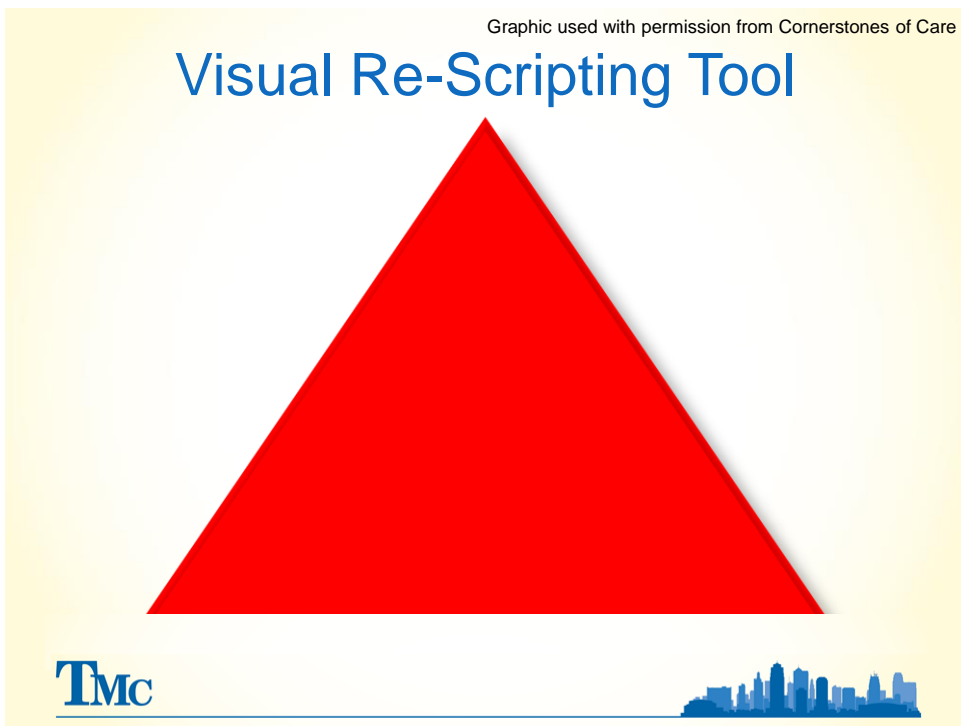 Graphic used with permission from Cornerstones of Care
Visual Re-Scripting Tool
TMC